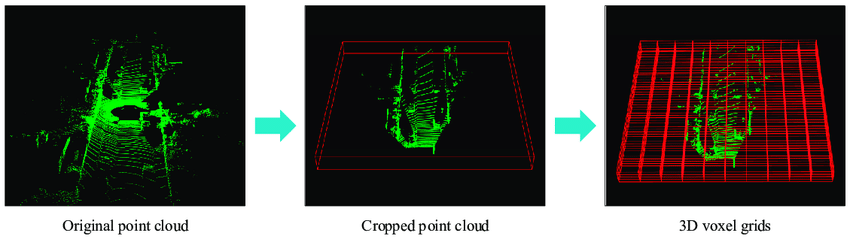 Original point cloud
Cropped point cloud
3D voxel grids